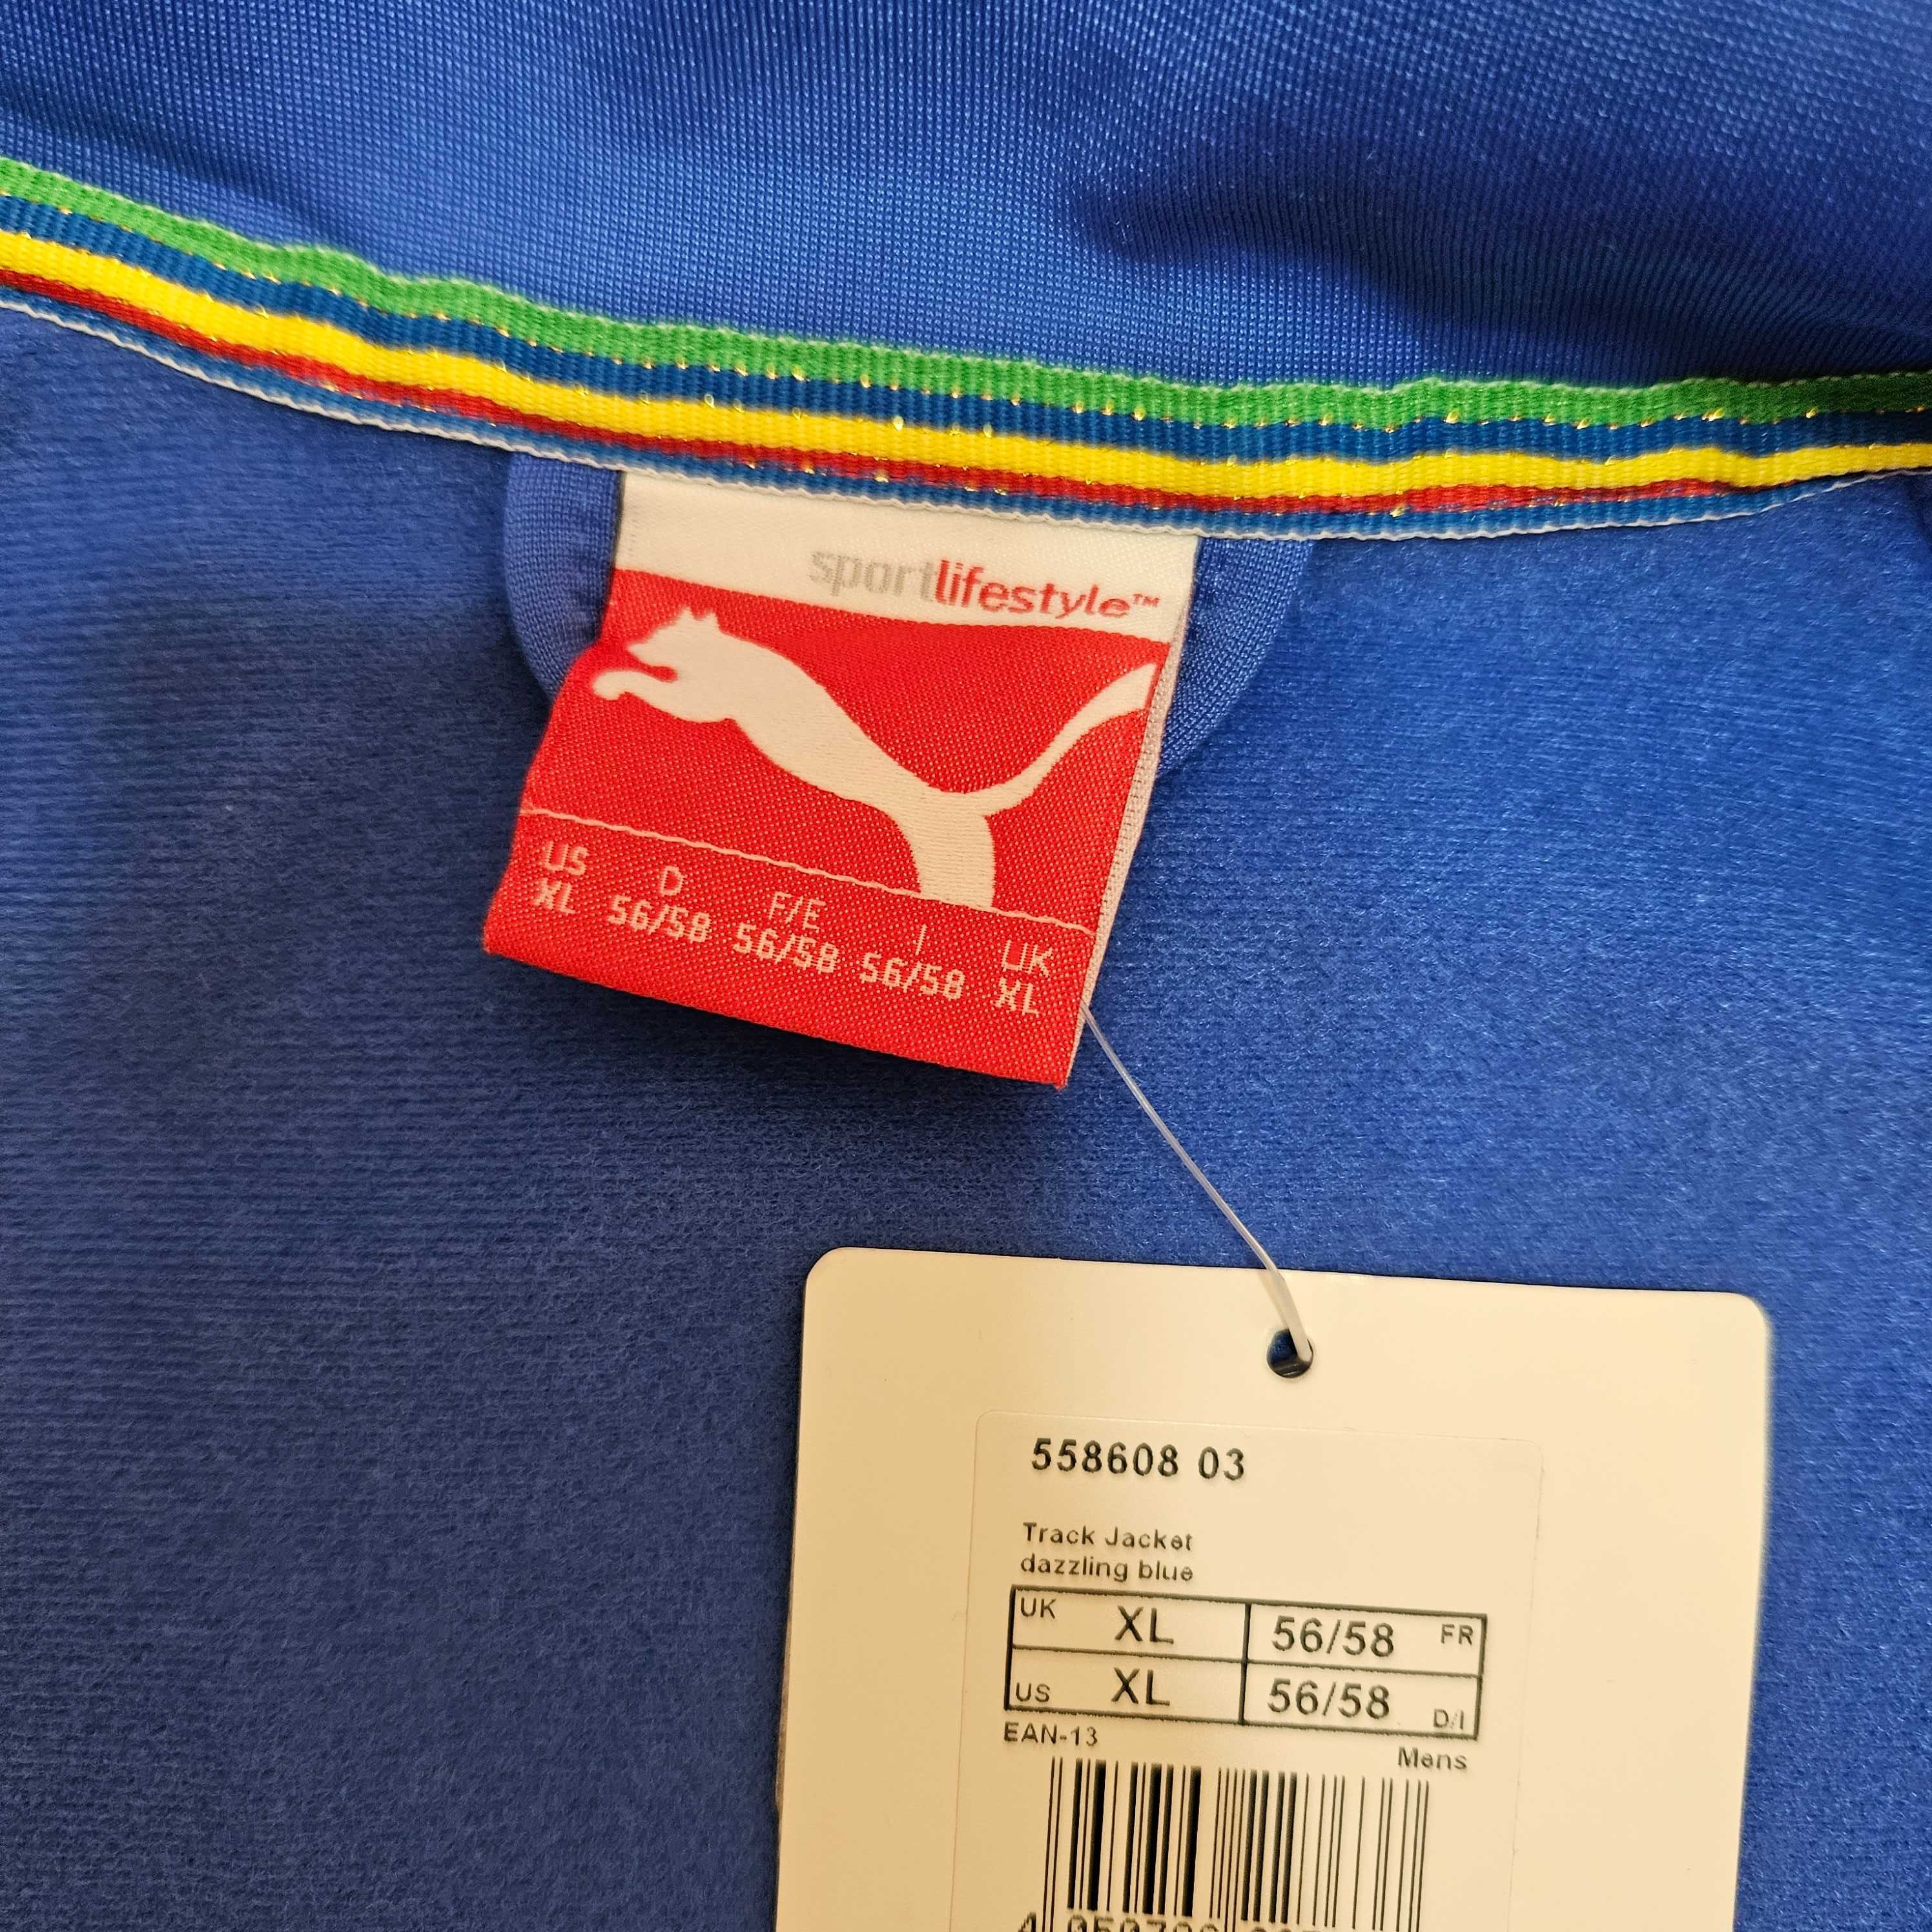 sportlifestyle™
US D F/E I UK
XL 56/58 56/58 56/58 XL
558608 03
Track Jacket
dazzling blue
UK XL 56/58 FR
US XL 56/58 D/I
EAN-13
Mens